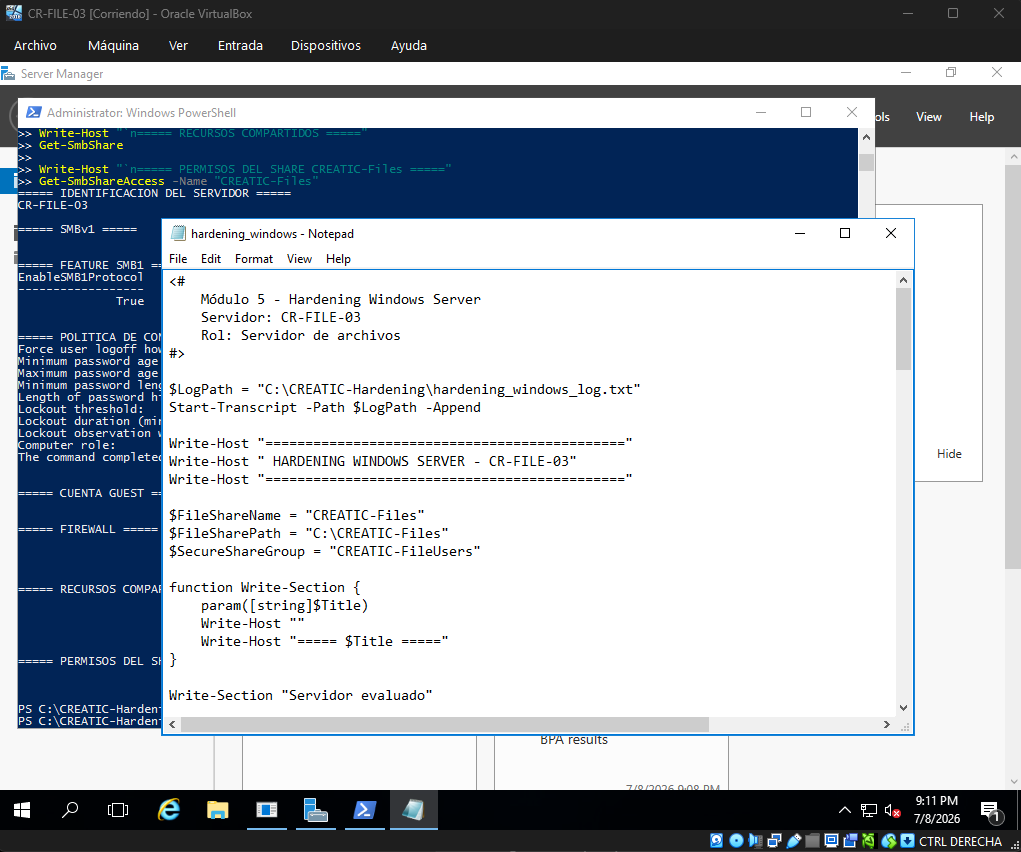 CR-FILE-03 [Corriendo] - Oracle VirtualBox
Archivo Máquina Ver Entrada Dispositivos Ayuda
Server Manager
Administrator: Windows PowerShell
ols View Help
>> Write-Host "`n===== RECURSOS COMPARTIDOS ====="
>> Get-SmbShare
>>
>> Write-Host "`n===== PERMISOS DEL SHARE CREATIC-Files ====="
>> Get-SmbShareAccess -Name "CREATIC-Files"
===== IDENTIFICACION DEL SERVIDOR =====
CR-FILE-03
===== SMBv1 =====
===== FEATURE SMB1 ==
EnableSMB1Protocol
------------------
True
===== POLITICA DE CON
Force user logoff how
Minimum password age
Maximum password age
Minimum password leng
Length of password hi
Lockout threshold:
Lockout duration (min
Lockout observation w
Computer role:
The command completed
===== CUENTA GUEST ==
===== FIREWALL =====
===== RECURSOS COMPAR
===== PERMISOS DEL SH
PS C:\CREATIC-Harden
PS C:\CREATIC-Harden
hardening_windows - Notepad
File Edit Format View Help
<#
Módulo 5 - Hardening Windows Server
Servidor: CR-FILE-03
Rol: Servidor de archivos
#>
$LogPath = "C:\CREATIC-Hardening\hardening_windows_log.txt"
Start-Transcript -Path $LogPath -Append
Write-Host "============================================="
Write-Host " HARDENING WINDOWS SERVER - CR-FILE-03"
Write-Host "============================================="
$FileShareName = "CREATIC-Files"
$FileSharePath = "C:\CREATIC-Files"
$SecureShareGroup = "CREATIC-FileUsers"
function Write-Section {
param([string]$Title)
Write-Host ""
Write-Host "===== $Title ====="
}
Write-Section "Servidor evaluado"
Hide
BPA results
7/8/2026 9:08 PM
9:11 PM
7/8/2026
1
CTRL DERECHA